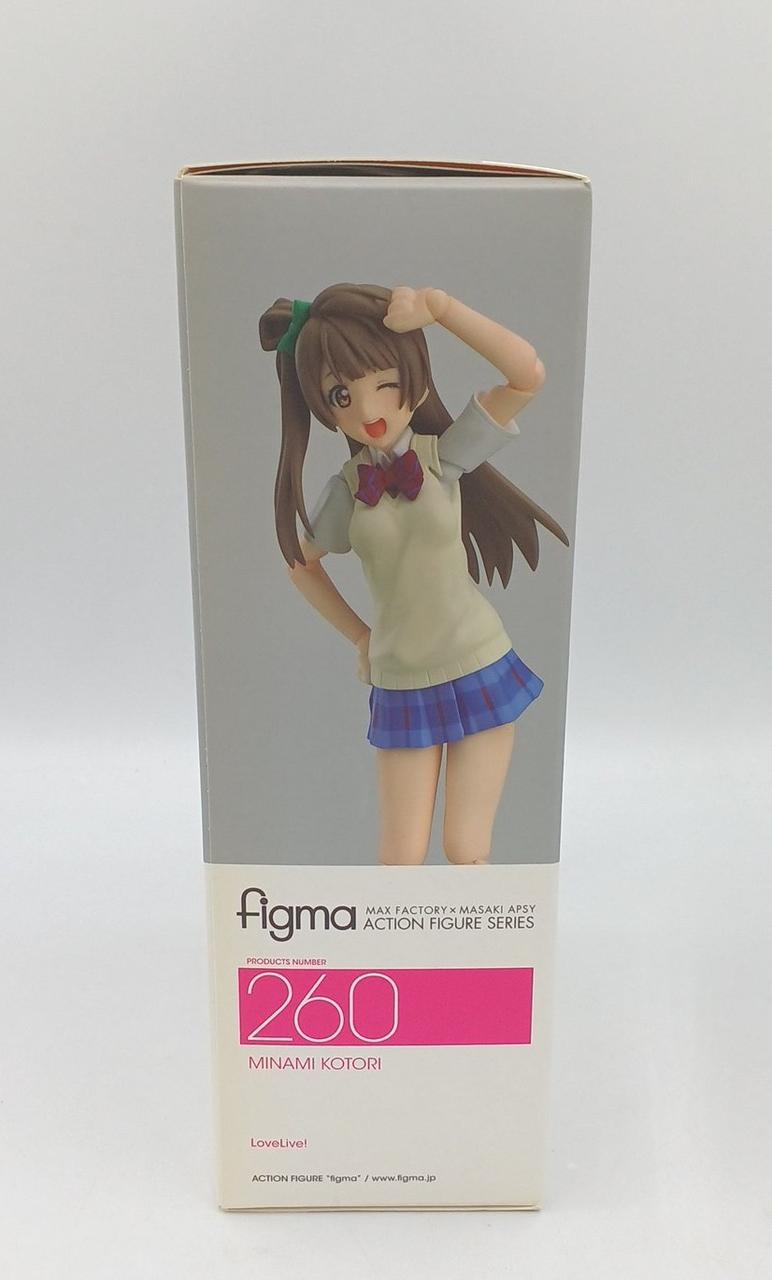 figma
MAX FACTORY × MASAKI APSY
ACTION FIGURE SERIES
PRODUCTS NUMBER
260
MINAMI KOTORI
LoveLive!
ACTION FIGURE "figma" / www.figma.jp